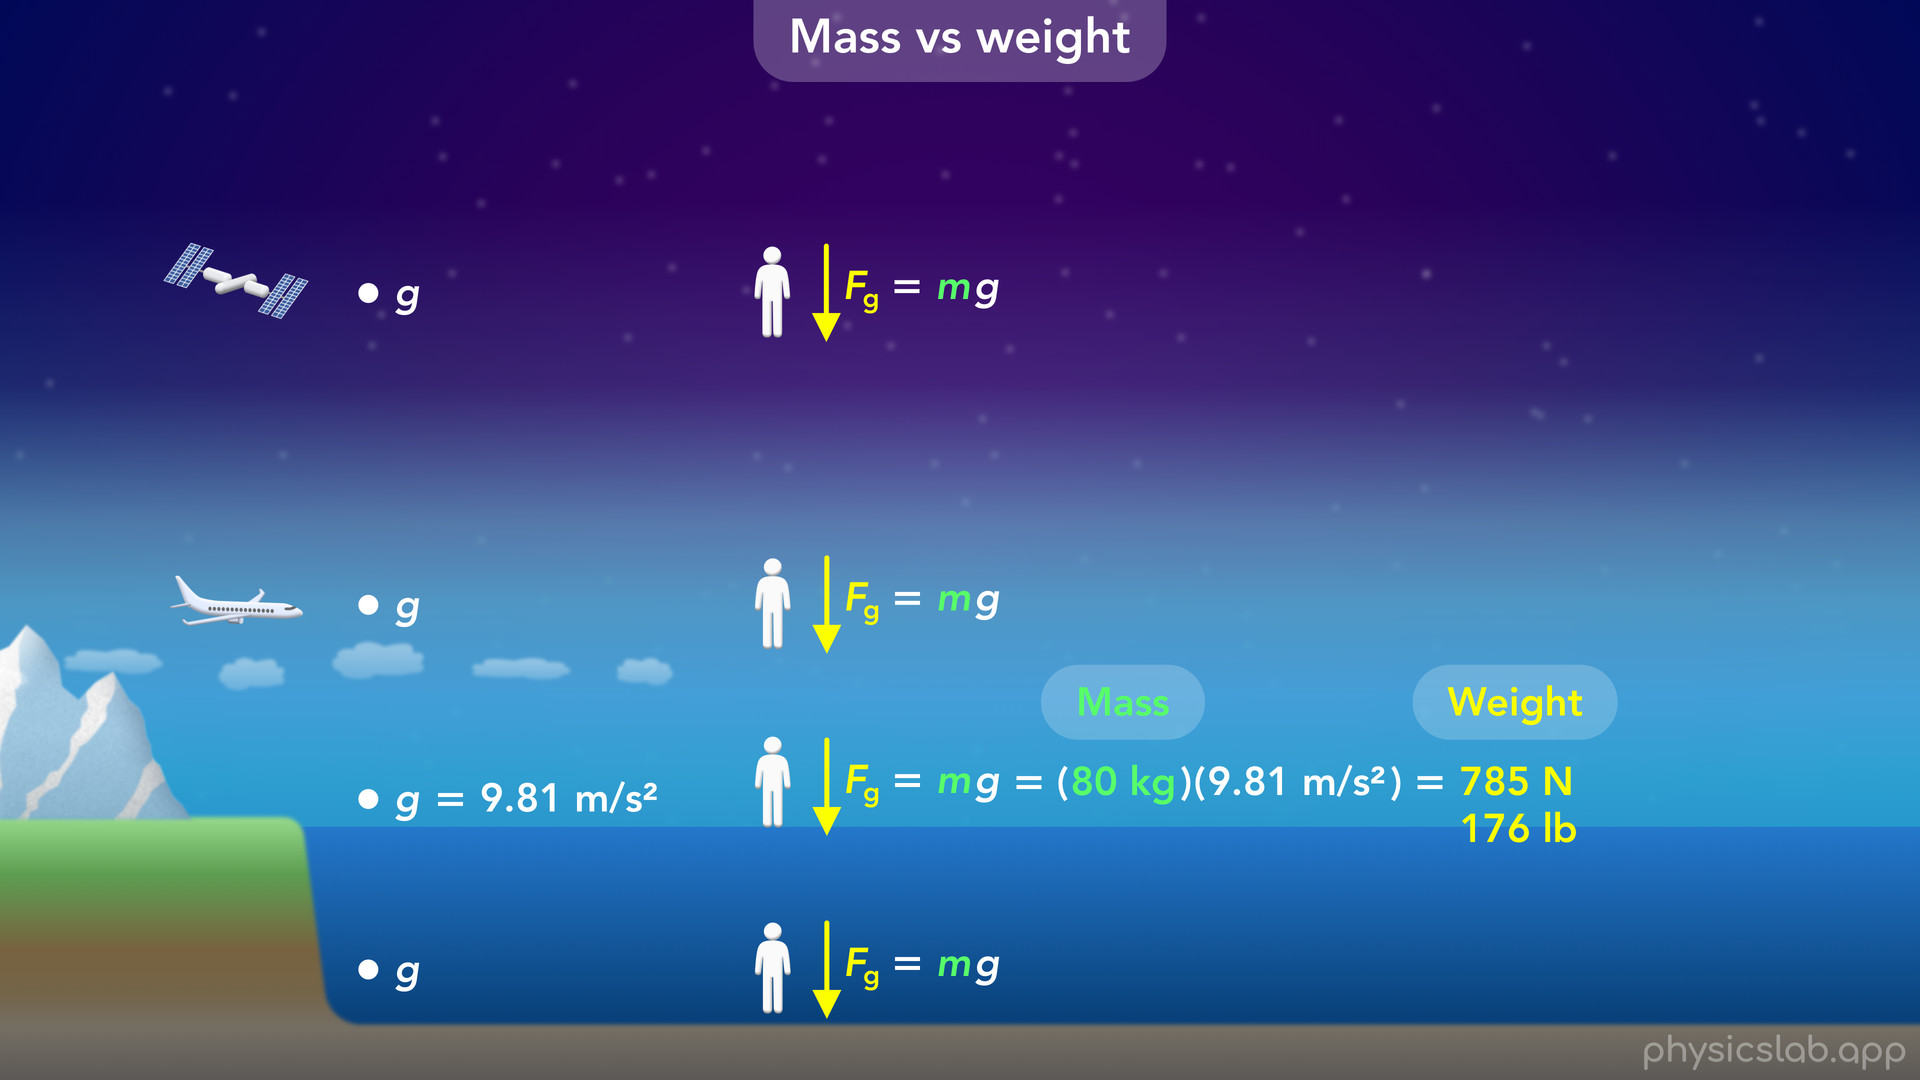 Mass vs weight
g
Fg = mg
g
Fg = mg
Mass
Weight
g = 9.81 m/s²
Fg = mg = (80 kg)(9.81 m/s²) = 785 N
176 lb
g
Fg = mg
physicslab.app